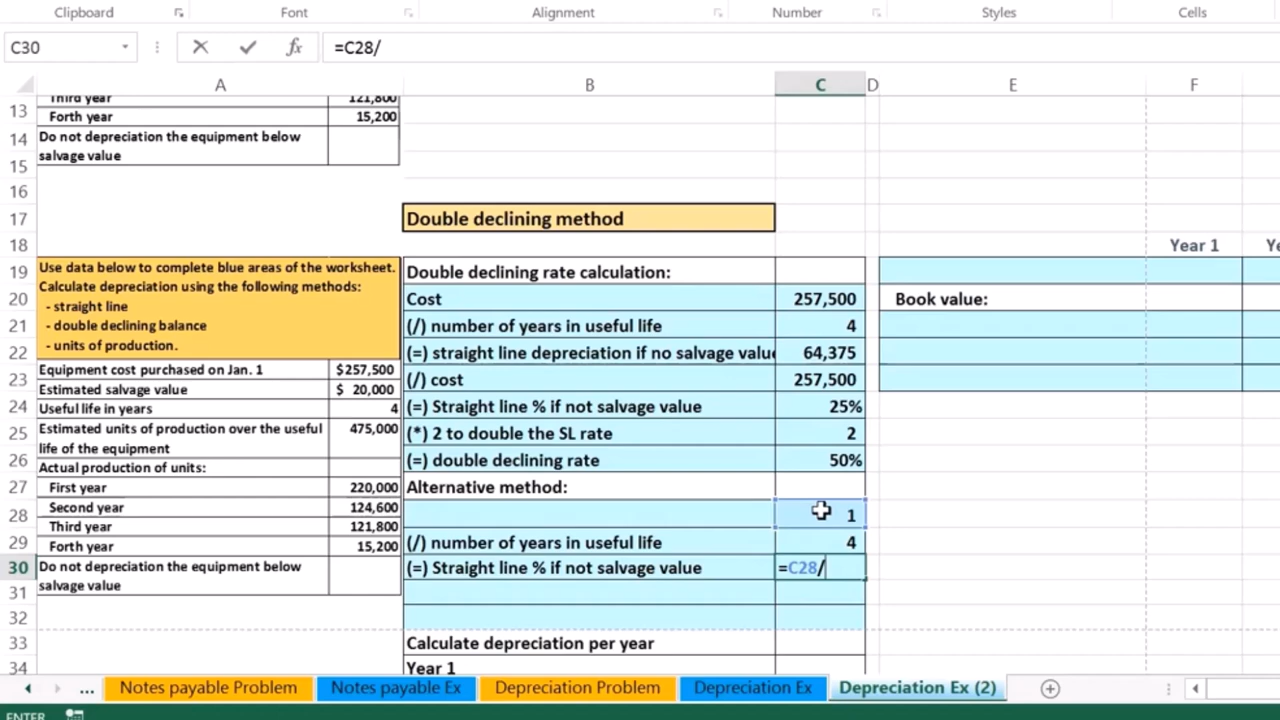 Clipboard Font Alignment Number Styles Cells
C30 fx =C28/
A B C D E F
13 Third year 121,800
Forth year 15,200
14 Do not depreciation the equipment below
15 salvage value
16
17 Double declining method
18 Year 1
19 Use data below to complete blue areas of the worksheet. Double declining rate calculation:
20 Calculate depreciation using the following methods: Cost 257,500 Book value:
- straight line
21 - double declining balance (/) number of years in useful life 4
22 - units of production. (=) straight line depreciation if no salvage value 64,375
23 Equipment cost purchased on Jan. 1 $257,500 (/) cost 257,500
Estimated salvage value $ 20,000
24 Useful life in years 4 (=) Straight line % if not salvage value 25%
25 Estimated units of production over the useful 475,000 (*) 2 to double the SL rate 2
life of the equipment
26 Actual production of units: (=) double declining rate 50%
27 First year 220,000 Alternative method:
28 Second year 124,600 1
Third year 121,800
29 Forth year 15,200 (/) number of years in useful life 4
30 Do not depreciation the equipment below (=) Straight line % if not salvage value =C28/
31 salvage value
32
33 Calculate depreciation per year
34 Year 1
... Notes payable Problem Notes payable Ex Depreciation Problem Depreciation Ex Depreciation Ex (2)
ENTER